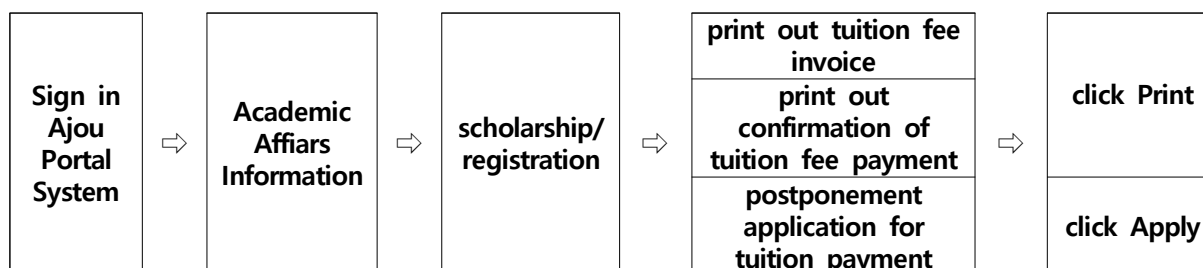 Sign in
Ajou
Portal
System
⇨
Academic
Affiars
Information
⇨
scholarship/
registration
⇨
print out tuition fee
invoice
print out
confirmation of
tuition fee payment
postponement
application for
tuition payment
⇨
click Print
click Apply